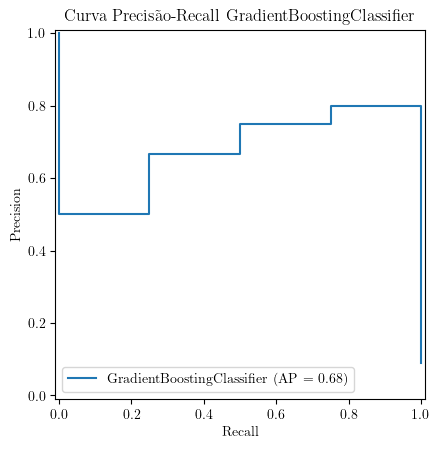 Curva Precisão-Recall GradientBoostingClassifier
1.0
0.8
0.6
0.4
0.2
0.0
Precision
GradientBoostingClassifier (AP = 0.68)
0.0 0.2 0.4 0.6 0.8 1.0
Recall